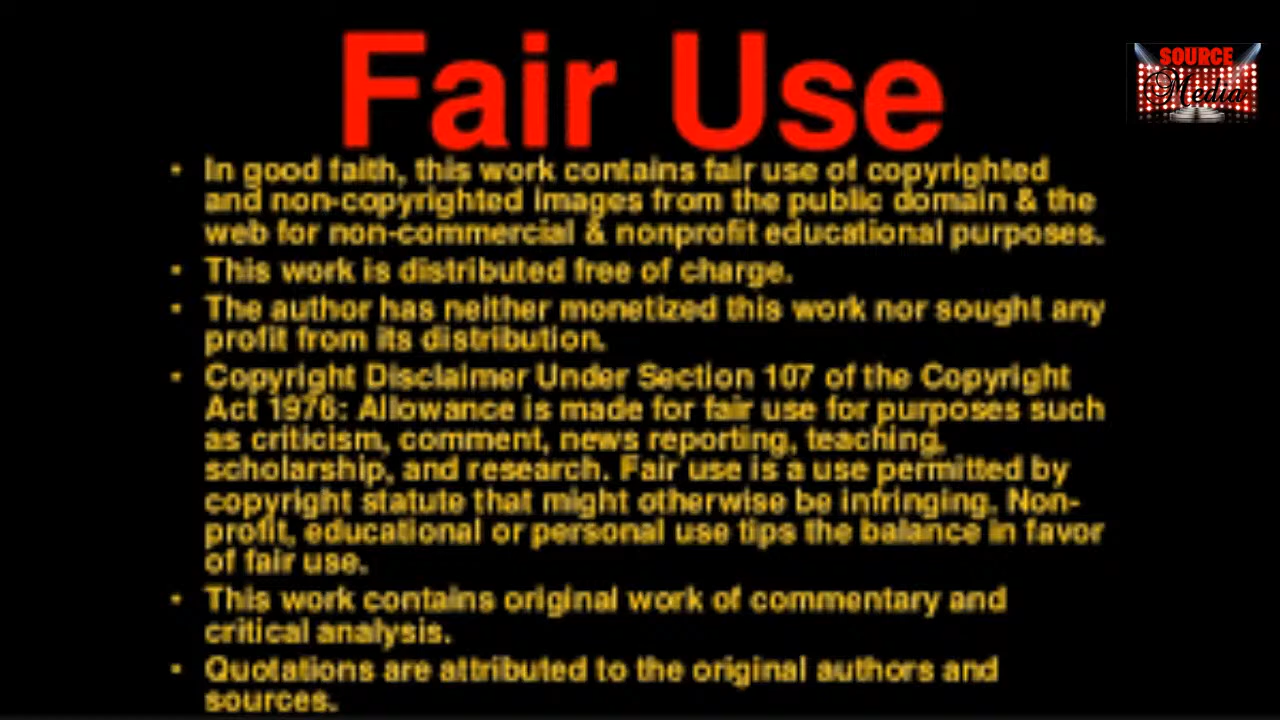 Fair Use
SOURCE
Media
• In good faith, this work contains fair use of copyrighted
and non-copyrighted images from the public domain & the
web for non-commercial & nonprofit educational purposes.
• This work is distributed free of charge.
• The author has neither monetized this work nor sought any
profit from its distribution.
• Copyright Disclaimer Under Section 107 of the Copyright
Act 1976: Allowance is made for fair use for purposes such
as criticism, comment, news reporting, teaching,
scholarship, and research. Fair use is a use permitted by
copyright statute that might otherwise be infringing. Non-
profit, educational or personal use tips the balance in favor
of fair use.
• This work contains original work of commentary and
critical analysis.
• Quotations are attributed to the original authors and
sources.